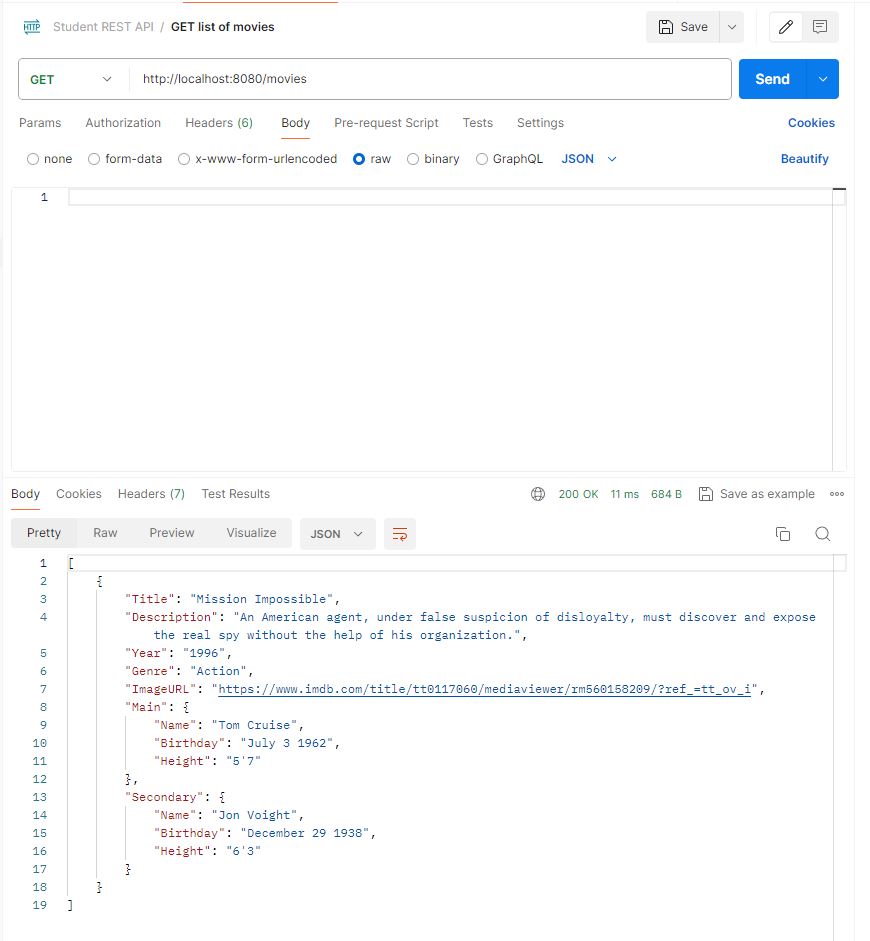 HTTP Student REST API / GET list of movies Save
GET http://localhost:8080/movies Send
Params Authorization Headers (6) Body Pre-request Script Tests Settings Cookies
none form-data x-www-form-urlencoded raw binary GraphQL JSON Beautify
1
Body Cookies Headers (7) Test Results 200 OK 11 ms 684 B Save as example
Pretty Raw Preview Visualize JSON
1 [
2 {
3 "Title": "Mission Impossible",
4 "Description": "An American agent, under false suspicion of disloyalty, must discover and expose
the real spy without the help of his organization.",
5 "Year": "1996",
6 "Genre": "Action",
7 "ImageURL": "https://www.imdb.com/title/tt0117060/mediaviewer/rm560158209/?ref_=tt_ov_i",
8 "Main": {
9 "Name": "Tom Cruise",
10 "Birthday": "July 3 1962",
11 "Height": "5'7"
12 },
13 "Secondary": {
14 "Name": "Jon Voight",
15 "Birthday": "December 29 1938",
16 "Height": "6'3"
17 }
18 }
19 ]